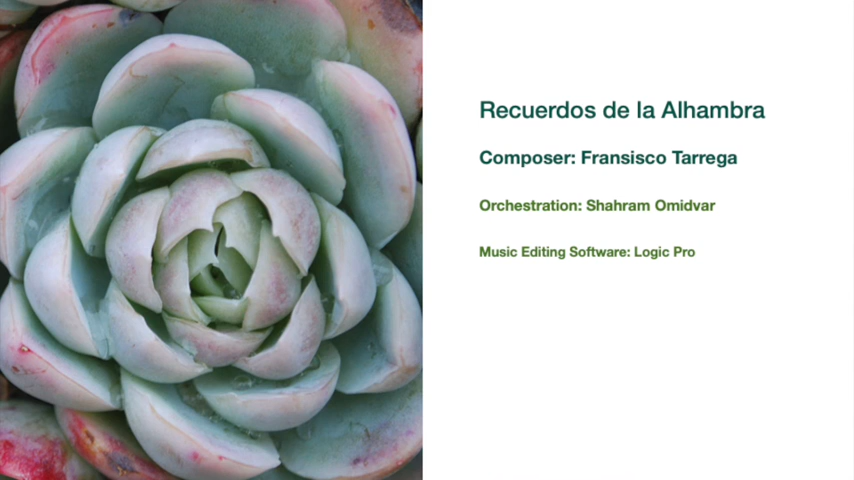 Recuerdos de la Alhambra
Composer: Fransisco Tarrega
Orchestration: Shahram Omidvar
Music Editing Software: Logic Pro